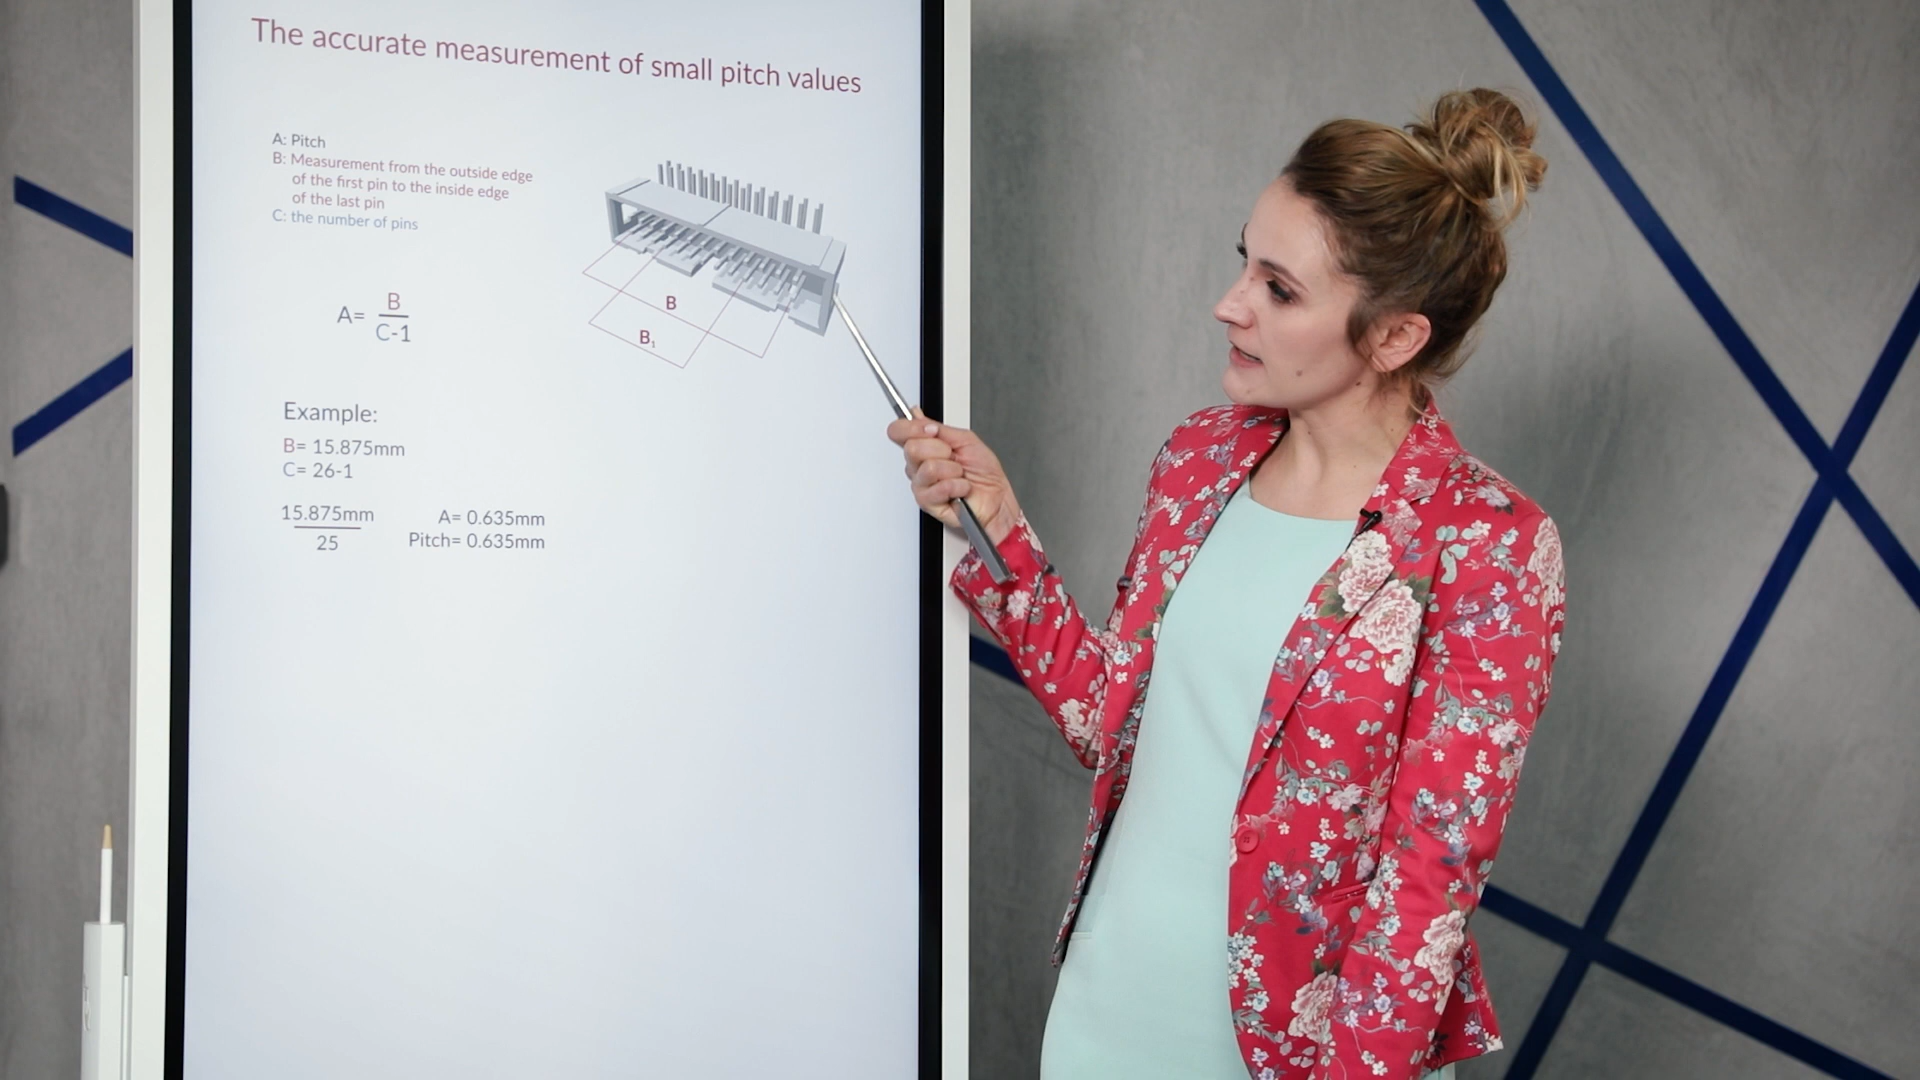 The accurate measurement of small pitch values
A: Pitch
B: Measurement from the outside edge
of the first pin to the inside edge
of the last pin
C: the number of pins
B
B₁
A= B
C-1
Example:
B= 15.875mm
C= 26-1
15.875mm
25
A= 0.635mm
Pitch= 0.635mm